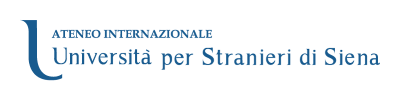 ATENEO INTERNAZIONALE
Università per Stranieri di Siena